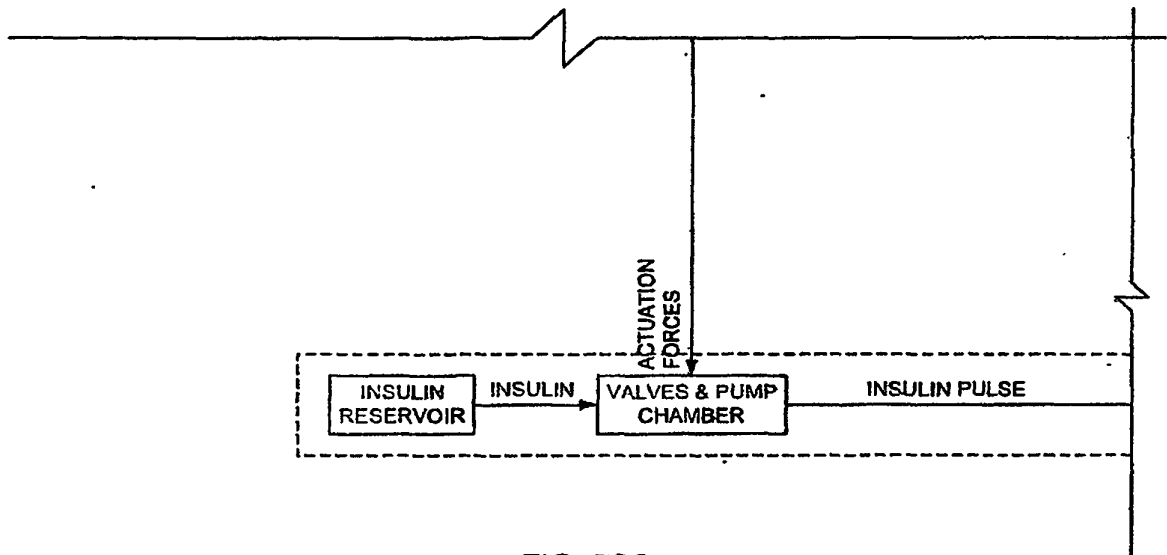 ACTUATION
FORCES
INSULIN
RESERVOIR
INSULIN
VALVES & PUMP
CHAMBER
INSULIN PULSE